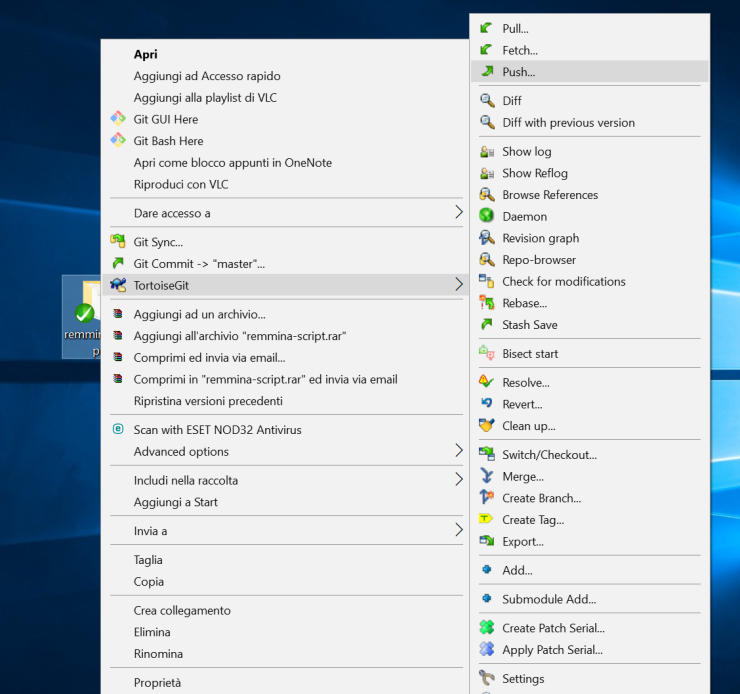 Apri
Aggiungi ad Accesso rapido
Aggiungi alla playlist di VLC
Git GUI Here
Git Bash Here
Apri come blocco appunti in OneNote
Riproduci con VLC
Dare accesso a
Git Sync...
Git Commit -> "master"...
TortoiseGit
Aggiungi ad un archivio...
Aggiungi all'archivio "remmina-script.rar"
Comprimi ed invia via email...
Comprimi in "remmina-script.rar" ed invia via email
Ripristina versioni precedenti
Scan with ESET NOD32 Antivirus
Advanced options
Includi nella raccolta
Aggiungi a Start
Invia a
Taglia
Copia
Crea collegamento
Elimina
Rinomina
Proprietà
Pull...
Fetch...
Push...
Diff
Diff with previous version
Show log
Show Reflog
Browse References
Daemon
Revision graph
Repo-browser
Check for modifications
Rebase...
Stash Save
Bisect start
Resolve...
Revert...
Clean up...
Switch/Checkout...
Merge...
Create Branch...
Create Tag...
Export...
Add...
Submodule Add...
Create Patch Serial...
Apply Patch Serial...
Settings